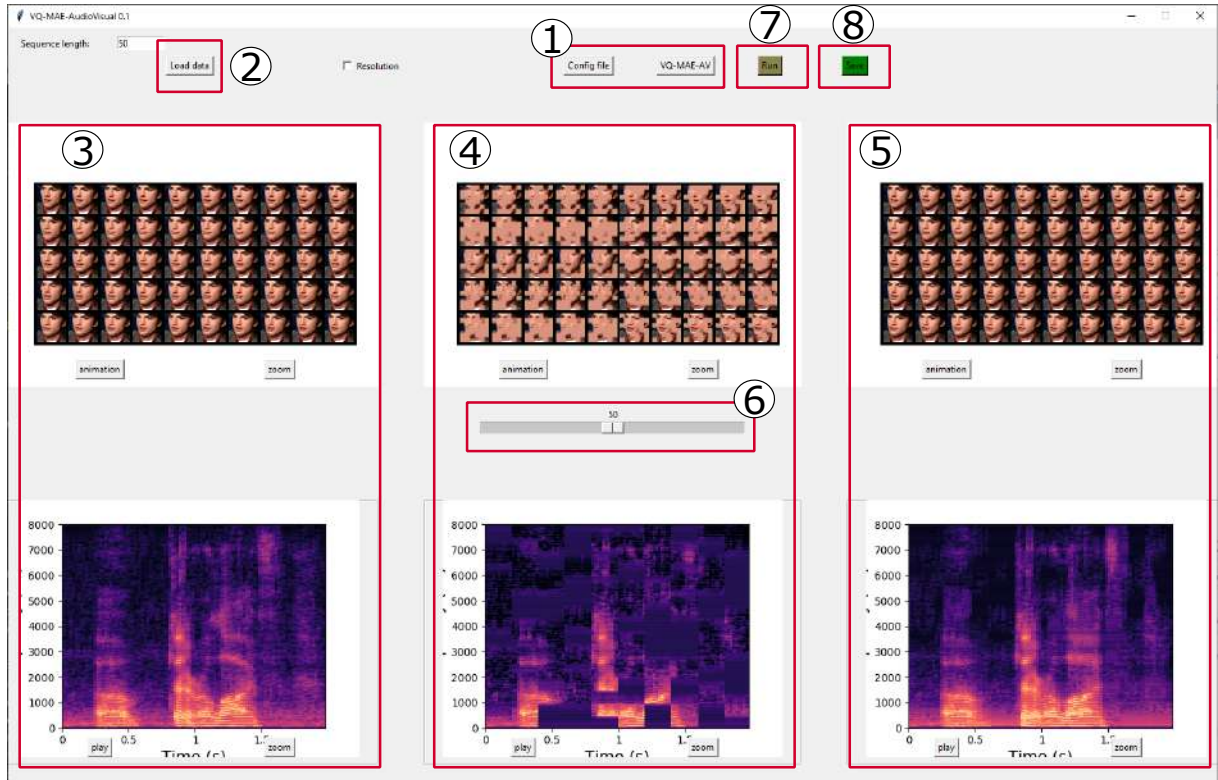 VQ-MAE-AudioVisual 0.1
Sequence length: 50
① ⑦ ⑧
Load data ② Resolution Config file VQ-MAE-AV Run Save
③ ④ ⑤
animation zoom animation zoom animation zoom
⑥
50
8000 8000 8000
7000 7000 7000
6000 6000 6000
5000 5000 5000
4000 4000 4000
3000 3000 3000
2000 2000 2000
1000 1000 1000
0 0 0
0 0.5 1 0 0.5 1 0 0.5 1
play zoom play zoom play zoom
Time (s) Time (s) Time (s)